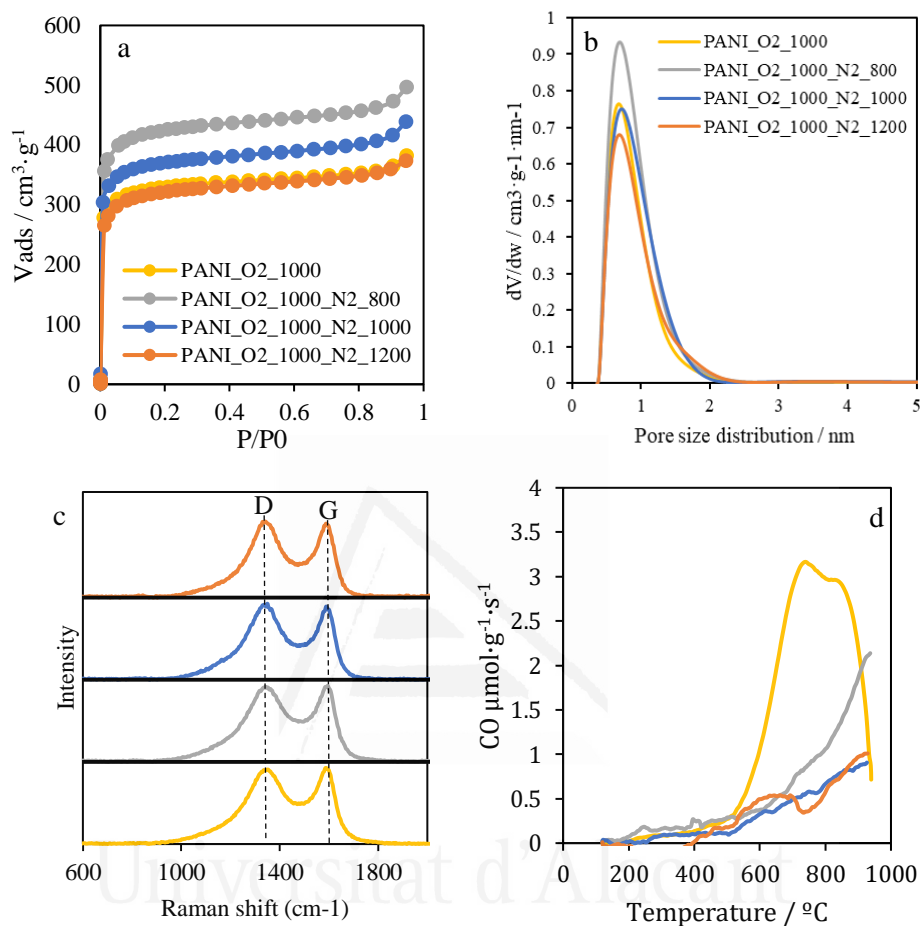 a
600
500
400
300
200
100
0
Vads / cm³·g⁻¹
PANI_O2_1000
PANI_O2_1000_N2_800
PANI_O2_1000_N2_1000
PANI_O2_1000_N2_1200
0 0.2 0.4 0.6 0.8 1
P/P0
b
1
0.9
0.8
0.7
0.6
0.5
0.4
0.3
0.2
0.1
0
dV/dw / cm3·g-1 ·nm-1
PANI_O2_1000
PANI_O2_1000_N2_800
PANI_O2_1000_N2_1000
PANI_O2_1000_N2_1200
0 1 2 3 4 5
Pore size distribution / nm
c
D G
Intensity
600 1000 1400 1800
Raman shift (cm-1)
d
4
3.5
3
2.5
2
1.5
1
0.5
0
CO µmol·g⁻¹·s⁻¹
0 200 400 600 800 1000
Temperature / ºC
Universitat d'Alacant